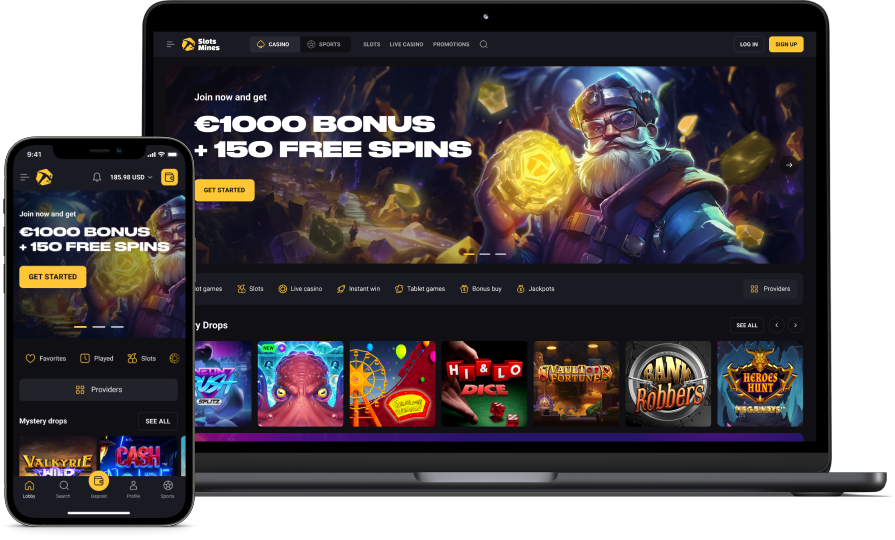 Slots
Mines
CASINO
SPORTS
SLOTS
LIVE CASINO
PROMOTIONS
LOG IN
SIGN UP
Join now and get
€1000 BONUS
+ 150 FREE SPINS
GET STARTED
Slots
Live casino
Instant win
Tablet games
Bonus buy
Jackpots
Providers
Drops
SEE ALL
SPLITZ
NEW
HI & LO
DICE
VAULT OF
FORTUNE
BANK
Robbers
HEROES
HUNT
MEGAWAYS
9:41
185.98 USD
Join now and get
€1000 BONUS
+ 150 FREE SPINS
GET STARTED
Favorites
Played
Slots
Providers
Mystery drops
SEE ALL
VALKYRIE
WILD
CASH
Lobby
Search
Deposit
Profile
Sports